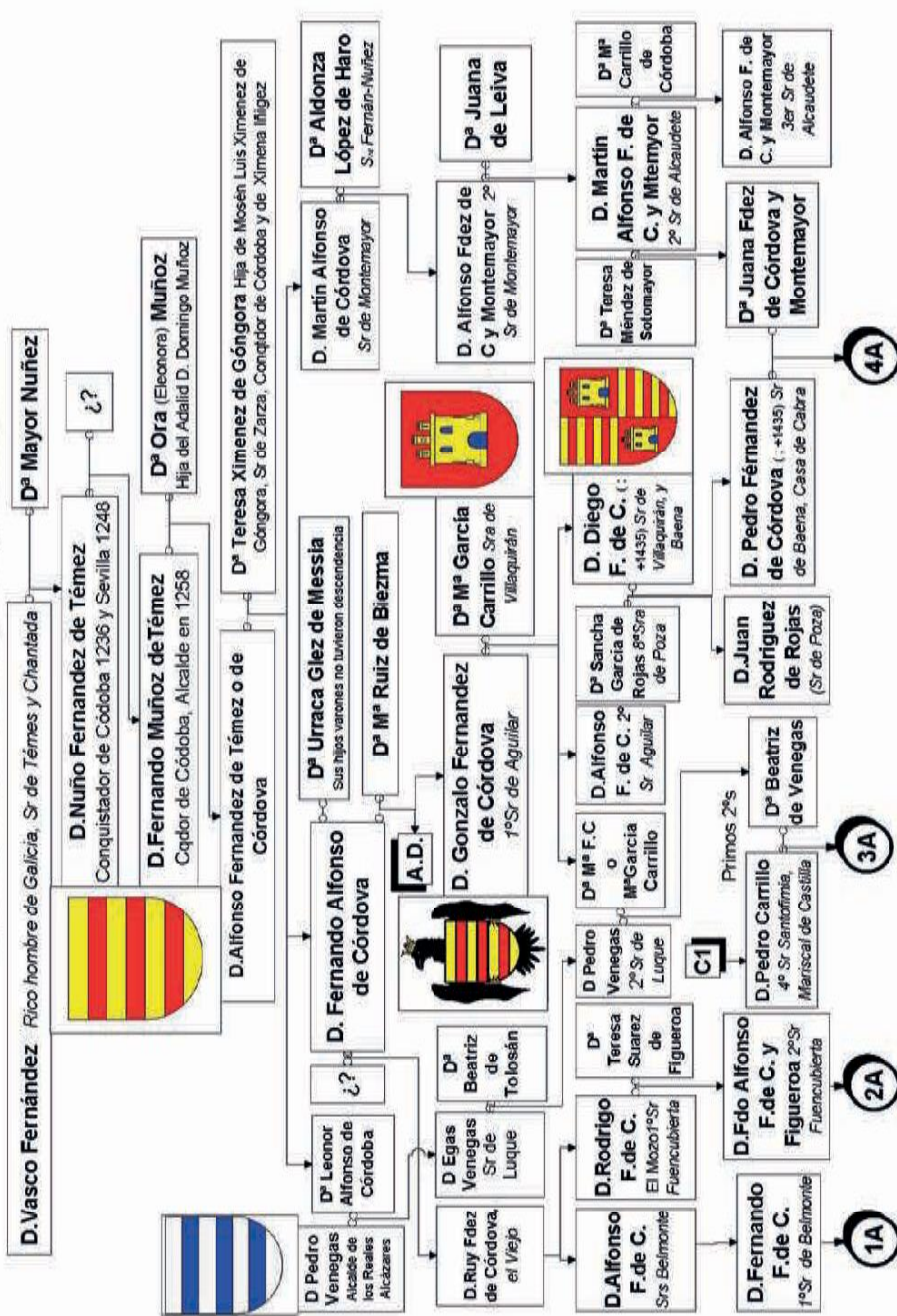 D.Vasco Fernández Rico hombre de Galicia, Sr de Témes y Chantada
Dª Mayor Nuñez
D.Nuño Fernandez de Témez
Conquistador de Códoba 1236 y Sevilla 1248
¿?
D.Fernando Muñoz de Témez
Cqdor de Códoba, Alcalde en 1258
Dª Ora (Eleonora) Muñoz
Hija del Adalid D. Domingo Muñoz
D.Alfonso Fernandez de Témez o de
Córdova
Dª Teresa Ximenez de Góngora Hija de Mosén Luis Ximenez de
Góngora, Sr de Zarza, Conqtdor de Córdoba y de Ximena Iñigez
D Pedro
Venegas
Alcalde de
los Reales
Alcázares
Dª Leonor
Alfonso de
Córdoba
¿?
D. Fernando Alfonso
de Córdova
Dª Urraca Glez de Messia
Sus hijos varones no tuvieron descendencia
Dª Mª Ruiz de Biezma
D. Martín Alfonso
de Córdova
Sr de Montemayor
Dª Aldonza
López de Haro
Sra Fernán-Nuñez
A.D.
D.Ruy Fdez
de Córdova,
el Viejo
D Egas
Venegas
Sr de
Luque
Dª
Beatriz
de
Tolosán
D. Gonzalo Fernandez
de Córdova
1ºSr de Aguillar
Dª Mª García
Carrillo Sra de
Villaquirán
D. Alfonso Fdez de
C y Montemayor 2º
Sr de Montemayor
Dª Juana
de Leiva
D.Alfonso
F.de C.
Srs Belmonte
D.Rodrigo
F.de C.
El Mozo1ºSr
Fuencubierta
Dª
Teresa
Suarez
de
Figueroa
D Pedro
Venegas
2º Sr de
Luque
Dª Mª F.C
o
MªGarcia
Carrillo
D.Alfonso
F. de C. 2º
Sr Aguilar
Dª Sancha
García de
Rojas 8ªSra
de Poza
D. Diego
F. de C. ( :
+1435) Sr de
Villaquirán, y
Baena
Dª Teresa
Méndez de
Sotomayor
D. Martín
Alfonso F. de
C. y Mtemyor
2º Sr de Alcaudete
Dª Mª
Carrillo
de
Córdoba
C1
Primos 2ºs
D.Fernando
F.de C.
1ºSr de Belmonte
D.Fdo Alfonso
F.de C. y
Figueroa 2ºSr
Fuencubierta
D.Pedro Carrillo
4º Sr Santofimia,
Mariscal de Castilla
Dª Beatriz
de Venegas
D.Juan
Rodriguez
de Rojas
(Sr de Poza)
D. Pedro Férnandez
de Córdova ( ; +1435) Sr
de Baena, Casa de Cabra
Dª Juana Fdez
de Córdova y
Montemayor
D. Alfonso F. de
C. y Montemayor
3er Sr de
Alcaudete
1A
2A
3A
4A